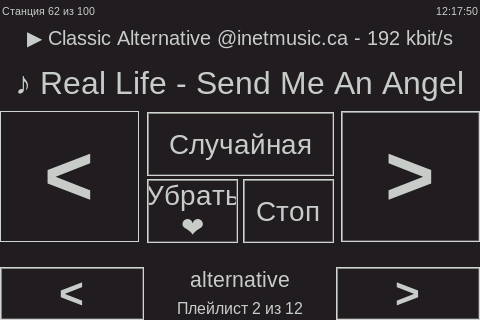 Станция 62 из 100 12:17:50
▶ Classic Alternative @inetmusic.ca - 192 kbit/s
♪ Real Life - Send Me An Angel
< Случайная >
Убрать Стоп
❤
< alternative >
Плейлист 2 из 12